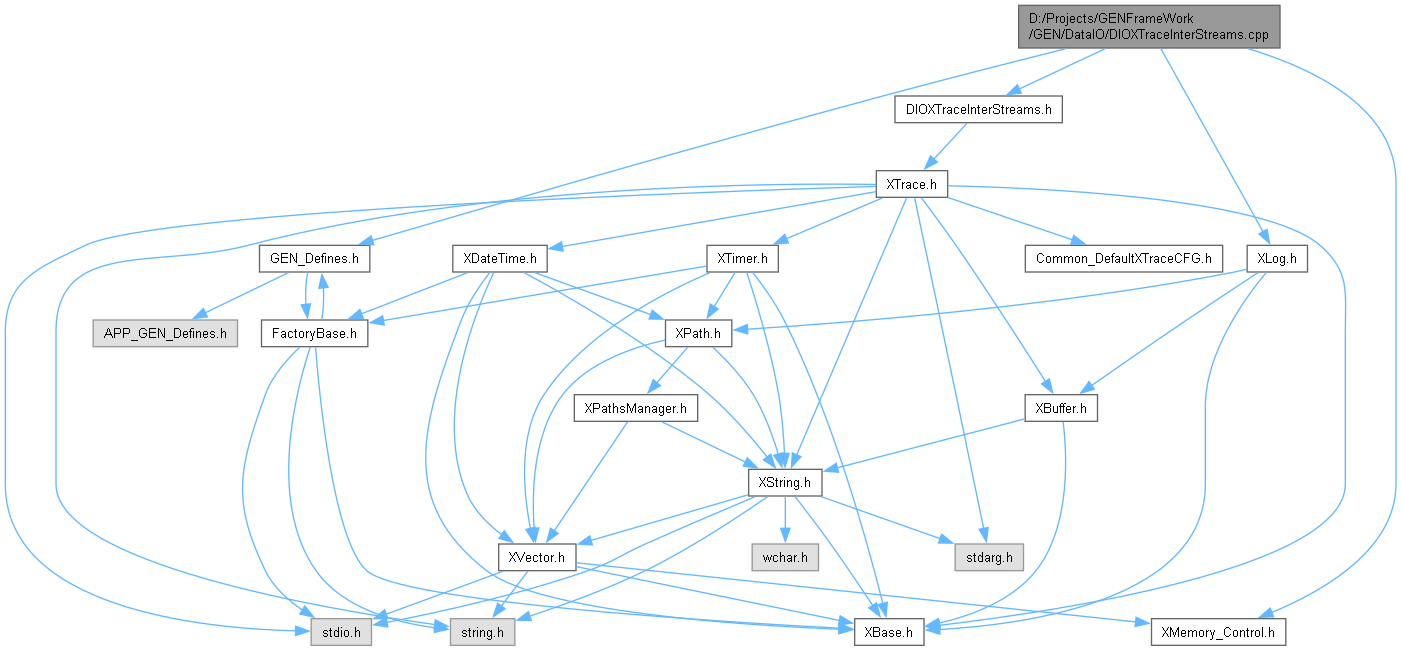 D:/Projects/GENFrameWork
/GEN/DataIO/DIOXTraceInterStreams.cpp
DIOXTraceInterStreams.h
XTrace.h
GEN_Defines.h
XDateTime.h
XTimer.h
Common_DefaultXTraceCFG.h
XLog.h
APP_GEN_Defines.h
FactoryBase.h
XPath.h
XPathsManager.h
XBuffer.h
XString.h
XVector.h
wchar.h
stdarg.h
stdio.h
string.h
XBase.h
XMemory_Control.h